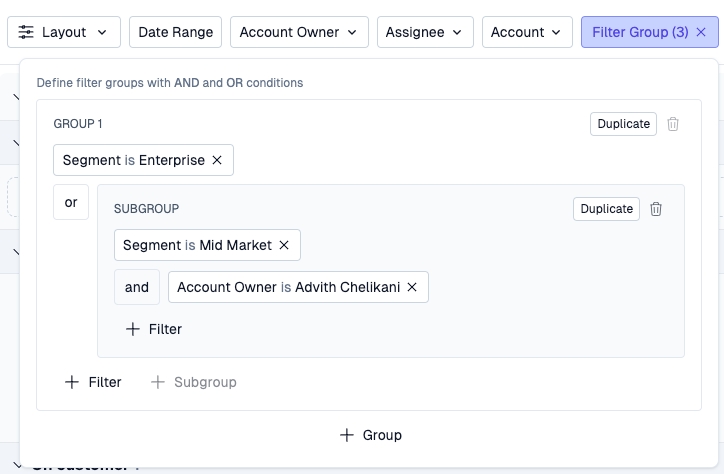 Layout Date Range Account Owner Assignee Account Filter Group (3)
Define filter groups with AND and OR conditions
GROUP 1 Duplicate
Segment is Enterprise
or
SUBGROUP Duplicate
Segment is Mid Market
and Account Owner is Advith Chelikani
Filter
Filter Subgroup
Group